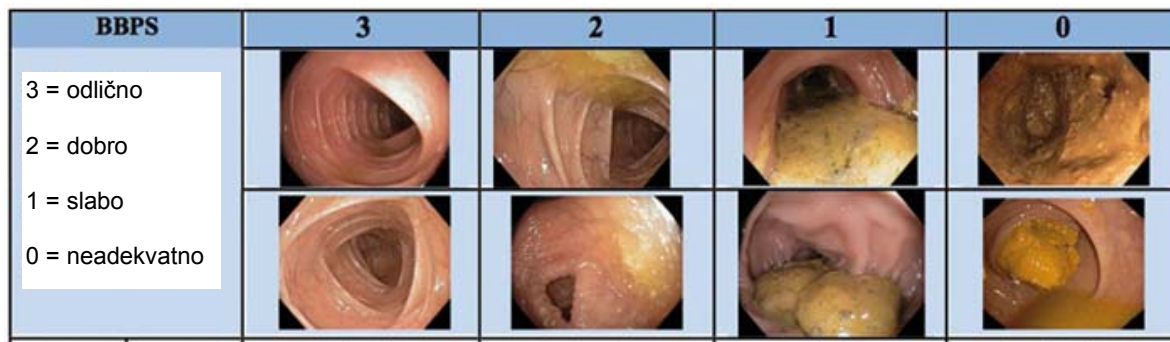 BBPS 3 2 1 0
3 = odlično
2 = dobro
1 = slabo
0 = neadekvatno